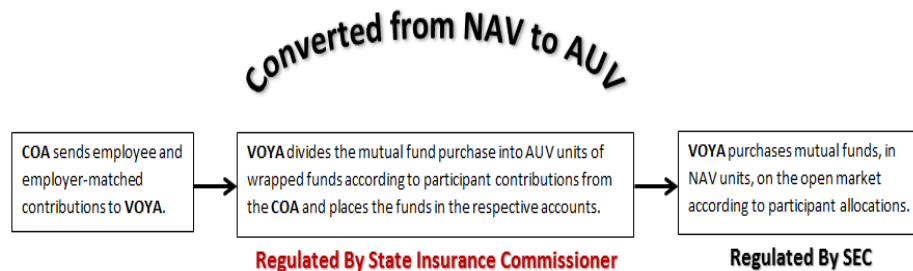 Converted from NAV to AUV
COA sends employee and
employer-matched
contributions to VOYA.
VOYA divides the mutual fund purchase into AUV units of
wrapped funds according to participant contributions from
the COA and places the funds in the respective accounts.
Regulated By State Insurance Commissioner
VOYA purchases mutual funds, in
NAV units, on the open market
according to participant allocations.
Regulated By SEC